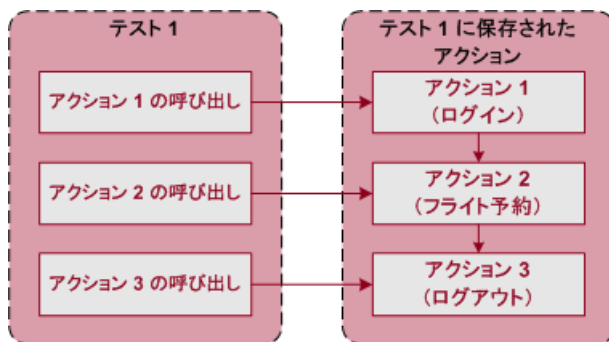 テスト 1
アクション 1 の呼び出し
アクション 2 の呼び出し
アクション 3 の呼び出し
テスト 1 に保存された
アクション
アクション 1
(ログイン)
アクション 2
(フライト予約)
アクション 3
(ログアウト)